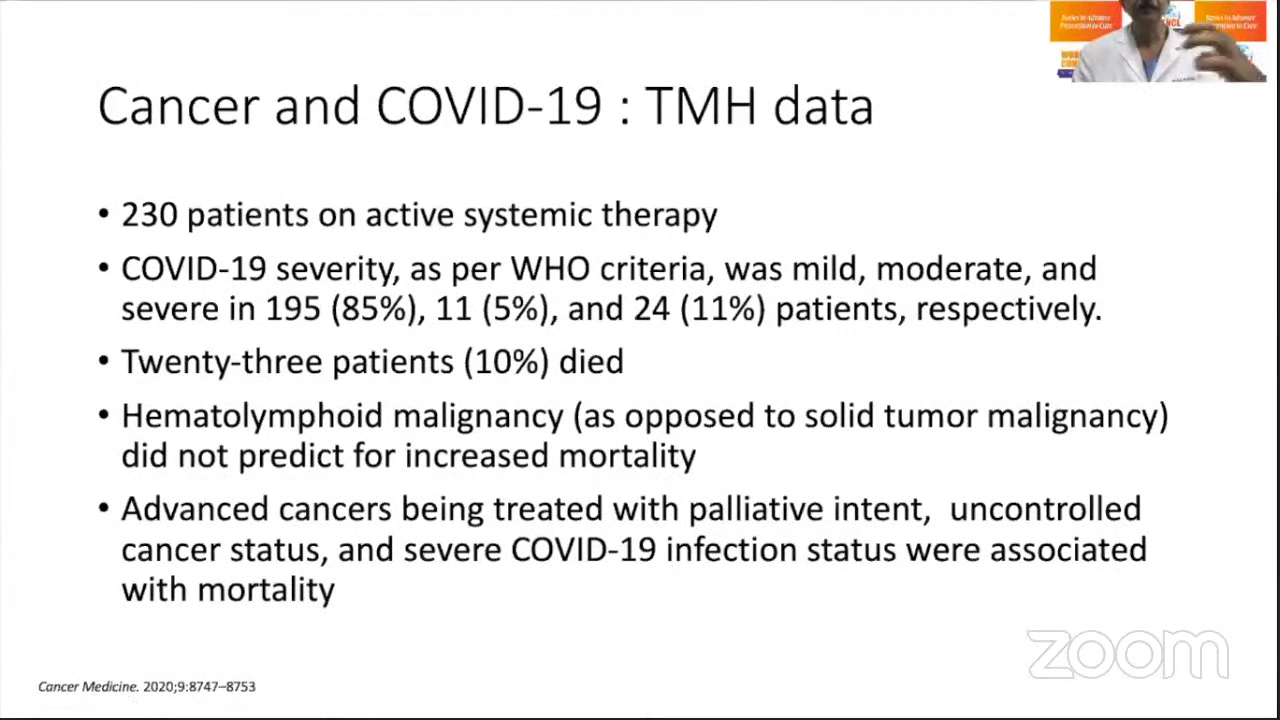 Cancer and COVID-19 : TMH data
• 230 patients on active systemic therapy
• COVID-19 severity, as per WHO criteria, was mild, moderate, and
severe in 195 (85%), 11 (5%), and 24 (11%) patients, respectively.
• Twenty-three patients (10%) died
• Hematolymphoid malignancy (as opposed to solid tumor malignancy)
did not predict for increased mortality
• Advanced cancers being treated with palliative intent, uncontrolled
cancer status, and severe COVID-19 infection status were associated
with mortality
zoom
Cancer Medicine. 2020;9:8747–8753